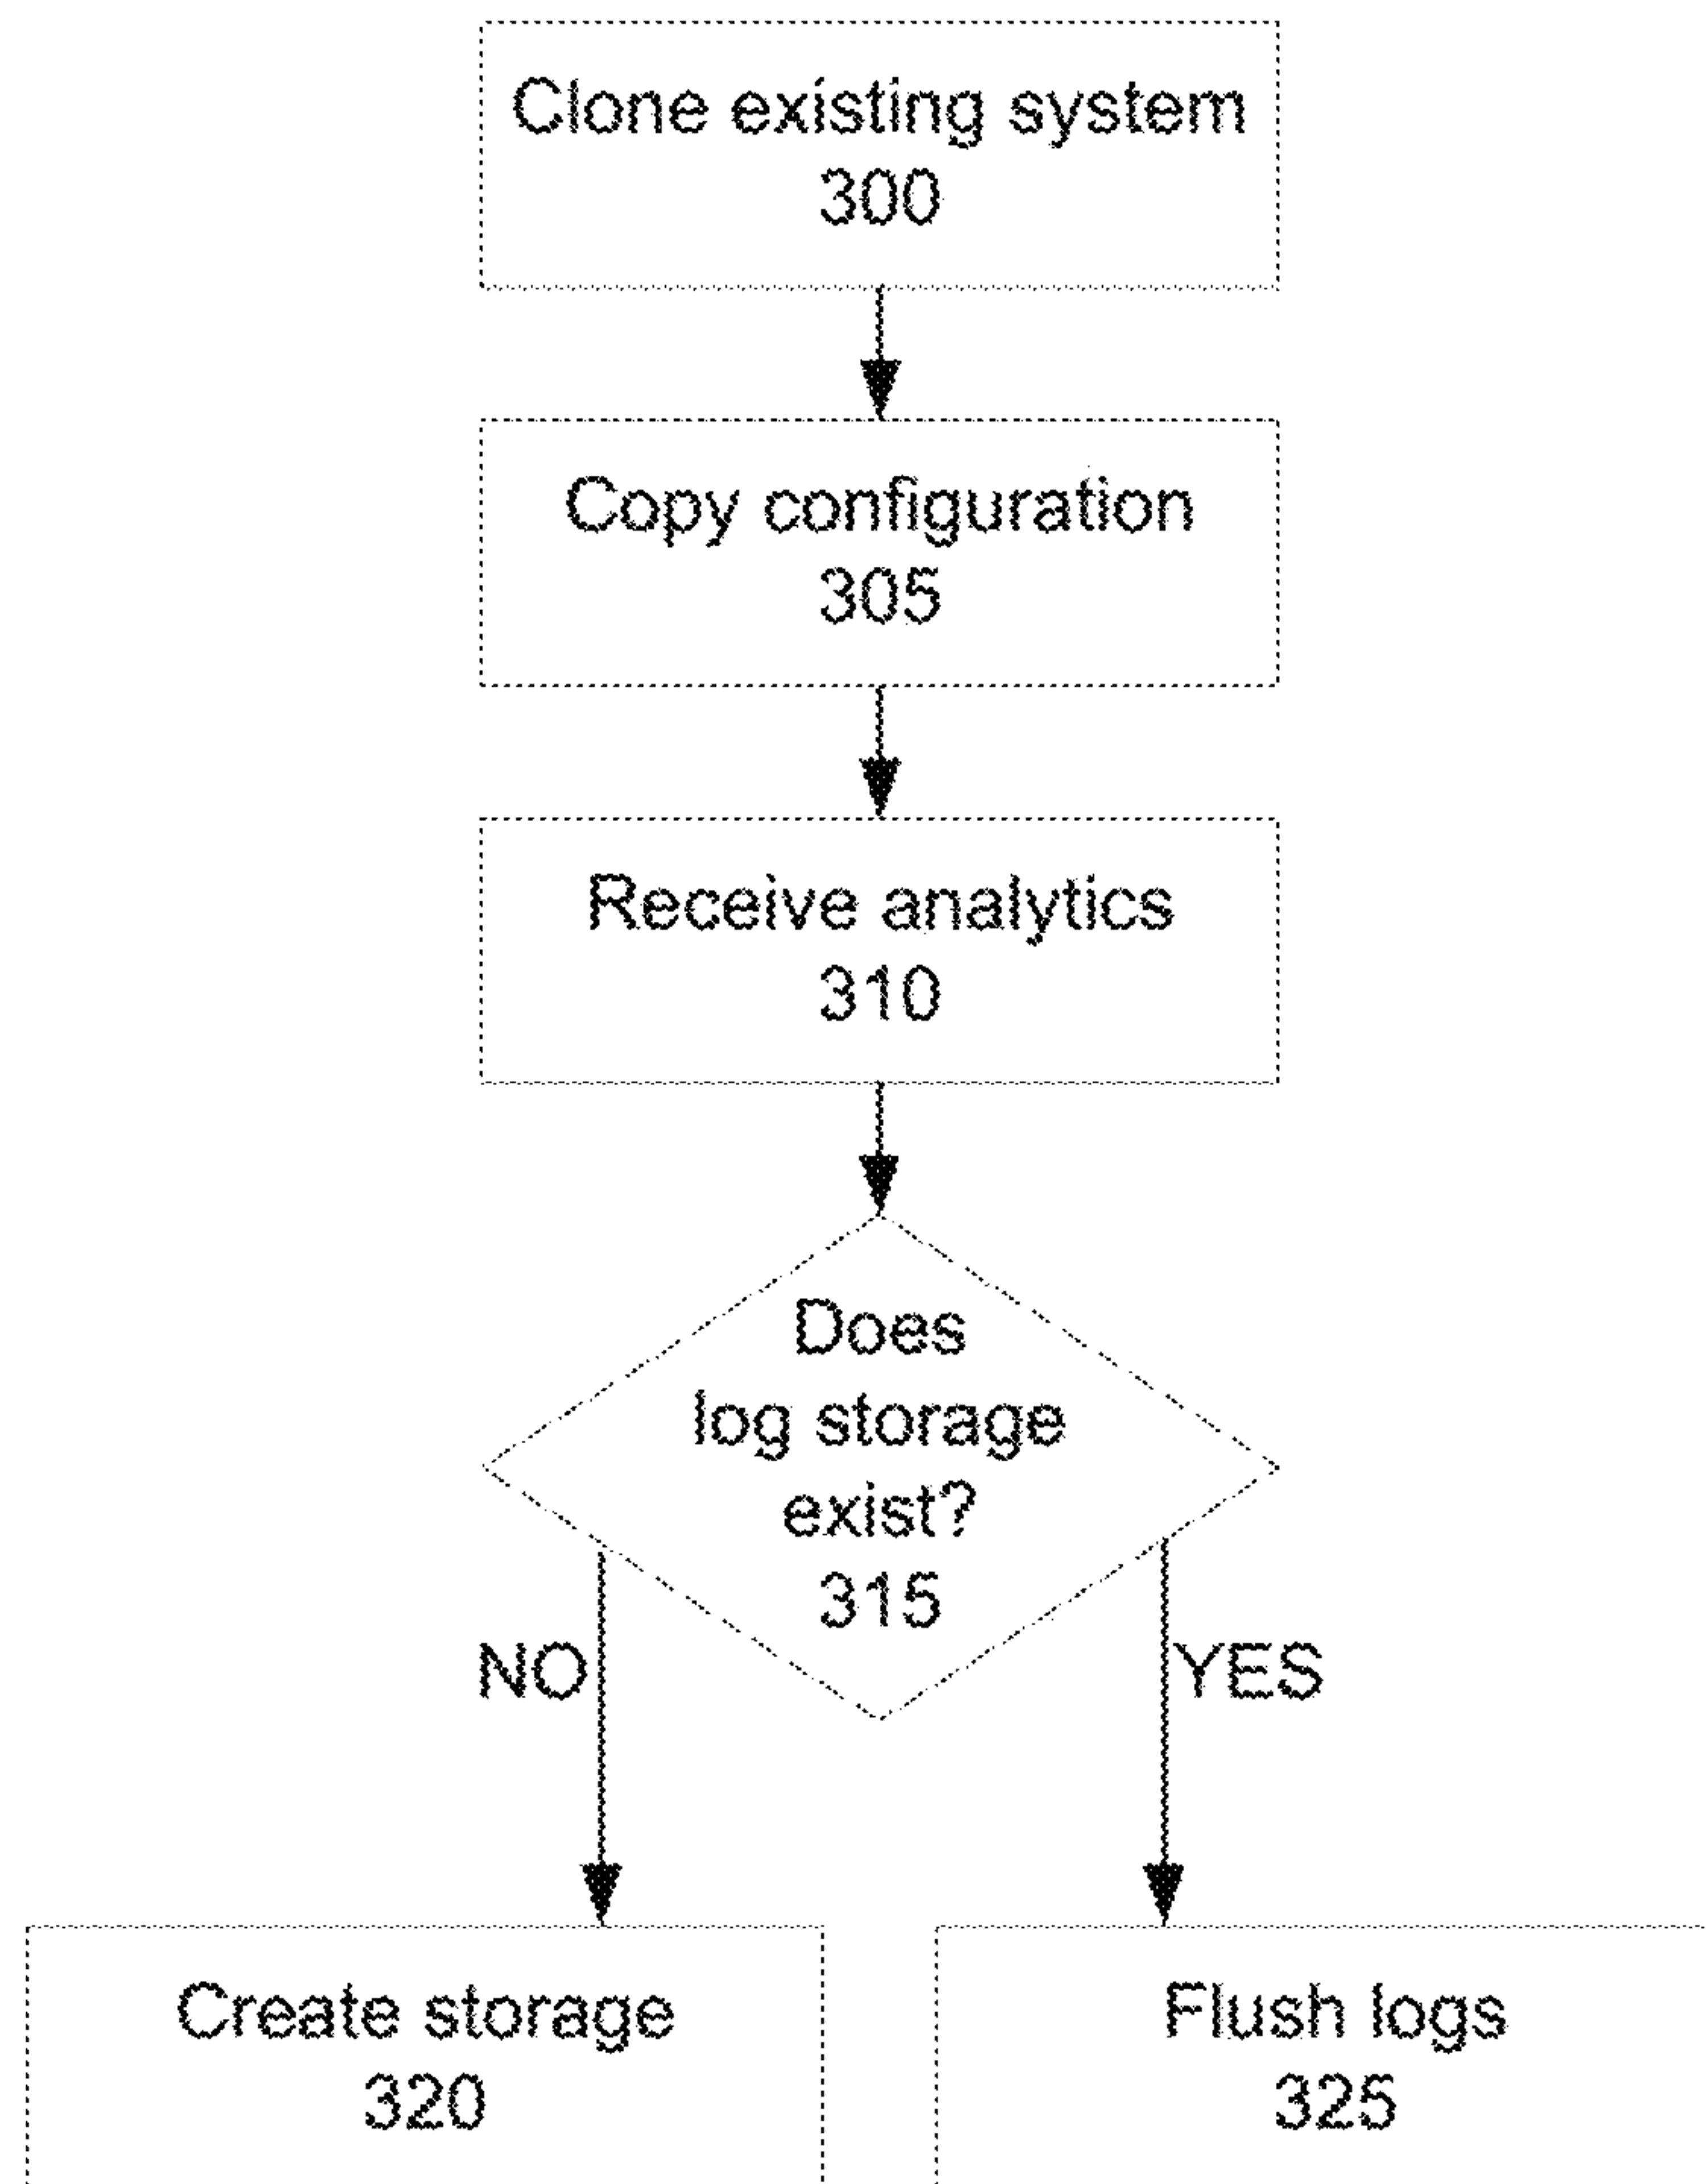 Clone existing system
300
Copy configuration
305
Receive analytics
310
Does
log storage
exist?
315
NO
YES
Create storage
320
Flush logs
325